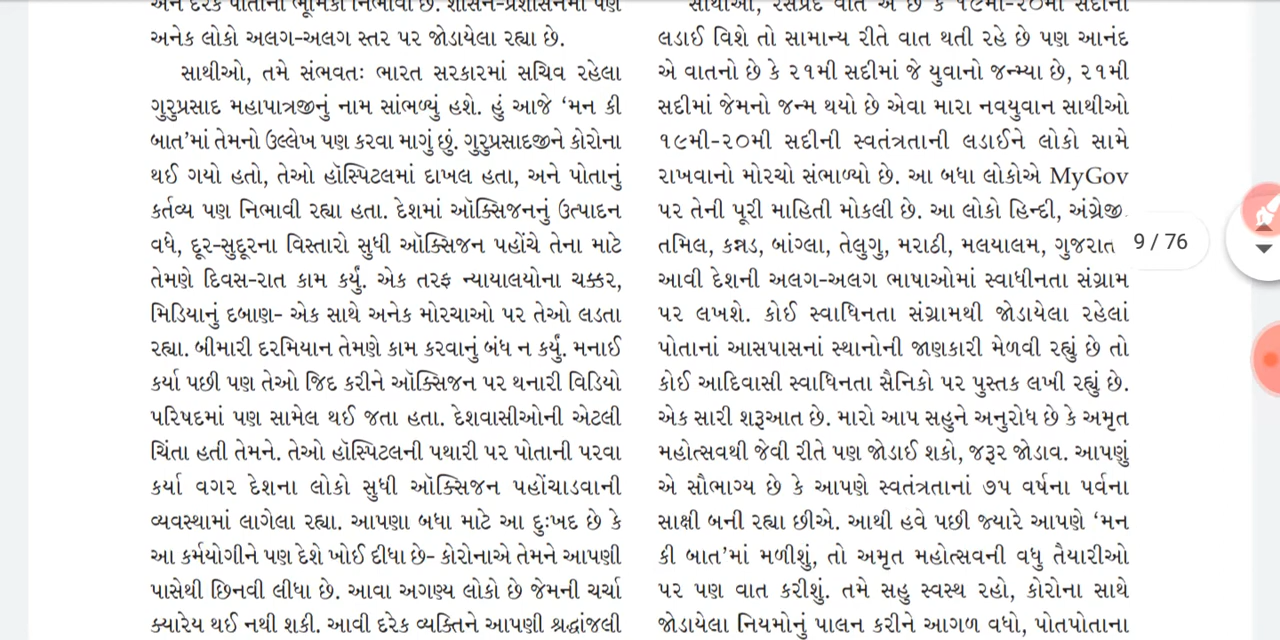 અને દરેક પોતાની ભૂમિકા નિભાવી છે. શાસન-પ્રશાસનમાં પણ
અનેક લોકો અલગ-અલગ સ્તર પર જોડાયેલા રહ્યા છે.
સાથીઓ, તમે સંભવતઃ ભારત સરકારમાં સચિવ રહેલા
ગુરુપ્રસાદ મહાપાત્રજીનું નામ સાંભળ્યું હશે. હું આજે ‘મન કી
બાત’માં તેમનો ઉલ્લેખ પણ કરવા માગું છું. ગુરુપ્રસાદજીને કોરોના
થઈ ગયો હતો, તેઓ હૉસ્પિટલમાં દાખલ હતા, અને પોતાનું
કર્તવ્ય પણ નિભાવી રહ્યા હતા. દેશમાં ઑક્સિજનનું ઉત્પાદન
વધે, દૂર-સુદૂરના વિસ્તારો સુધી ઑક્સિજન પહોંચે તેના માટે
તેમણે દિવસ-રાત કામ કર્યું. એક તરફ ન્યાયાલયોના ચક્કર,
મિડિયાનું દબાણ- એક સાથે અનેક મોરચાઓ પર તેઓ લડતા
રહ્યા. બીમારી દરમિયાન તેમણે કામ કરવાનું બંધ ન કર્યું. મનાઈ
કર્યા પછી પણ તેઓ જિદ કરીને ઑક્સિજન પર થનારી વિડિયો
પરિષદમાં પણ સામેલ થઈ જતા હતા. દેશવાસીઓની એટલી
ચિંતા હતી તેમને. તેઓ હૉસ્પિટલની પથારી પર પોતાની પરવા
કર્યા વગર દેશના લોકો સુધી ઑક્સિજન પહોંચાડવાની
વ્યવસ્થામાં લાગેલા રહ્યા. આપણા બધા માટે આ દુઃખદ છે કે
આ કર્મયોગીને પણ દેશે ખોઈ દીધા છે- કોરોનાએ તેમને આપણી
પાસેથી છિનવી લીધા છે. આવા અગણ્ય લોકો છે જેમની ચર્ચા
ક્યારેય થઈ નથી શકી. આવી દરેક વ્યક્તિને આપણી શ્રદ્ધાંજલી
સાથીઓ, રસપ્રદ વાત એ છે કે ૧૯મી-૨૦મી સદીની
લડાઈ વિશે તો સામાન્ય રીતે વાત થતી રહે છે પણ આનંદ
એ વાતનો છે કે ૨૧મી સદીમાં જે યુવાનો જન્મ્યા છે, ૨૧મી
સદીમાં જેમનો જન્મ થયો છે એવા મારા નવયુવાન સાથીઓ
૧૯મી-૨૦મી સદીની સ્વતંત્રતાની લડાઈને લોકો સામે
રાખવાનો મોરચો સંભાળ્યો છે. આ બધા લોકોએ MyGov
પર તેની પૂરી માહિતી મોકલી છે. આ લોકો હિન્દી, અંગ્રેજી
તમિલ, કન્નડ, બાંગ્લા, તેલુગુ, મરાઠી, મલયાલમ, ગુજરાત 9 / 76
આવી દેશની અલગ-અલગ ભાષાઓમાં સ્વાધીનતા સંગ્રામ
પર લખશે. કોઈ સ્વાધિનતા સંગ્રામથી જોડાયેલા રહેલાં
પોતાનાં આસપાસનાં સ્થાનોની જાણકારી મેળવી રહ્યું છે તો
કોઈ આદિવાસી સ્વાધિનતા સૈનિકો પર પુસ્તક લખી રહ્યું છે.
એક સારી શરૂઆત છે. મારો આપ સહુને અનુરોધ છે કે અમૃત
મહોત્સવથી જેવી રીતે પણ જોડાઈ શકો, જરૂર જોડાવ. આપણું
એ સૌભાગ્ય છે કે આપણે સ્વતંત્રતાનાં ૭૫ વર્ષના પર્વના
સાક્ષી બની રહ્યા છીએ. આથી હવે પછી જ્યારે આપણે ‘મન
કી બાત’માં મળીશું, તો અમૃત મહોત્સવની વધુ તૈયારીઓ
પર પણ વાત કરીશું. તમે સહુ સ્વસ્થ રહો, કોરોના સાથે
જોડાયેલા નિયમોનું પાલન કરીને આગળ વધો, પોતપોતાના